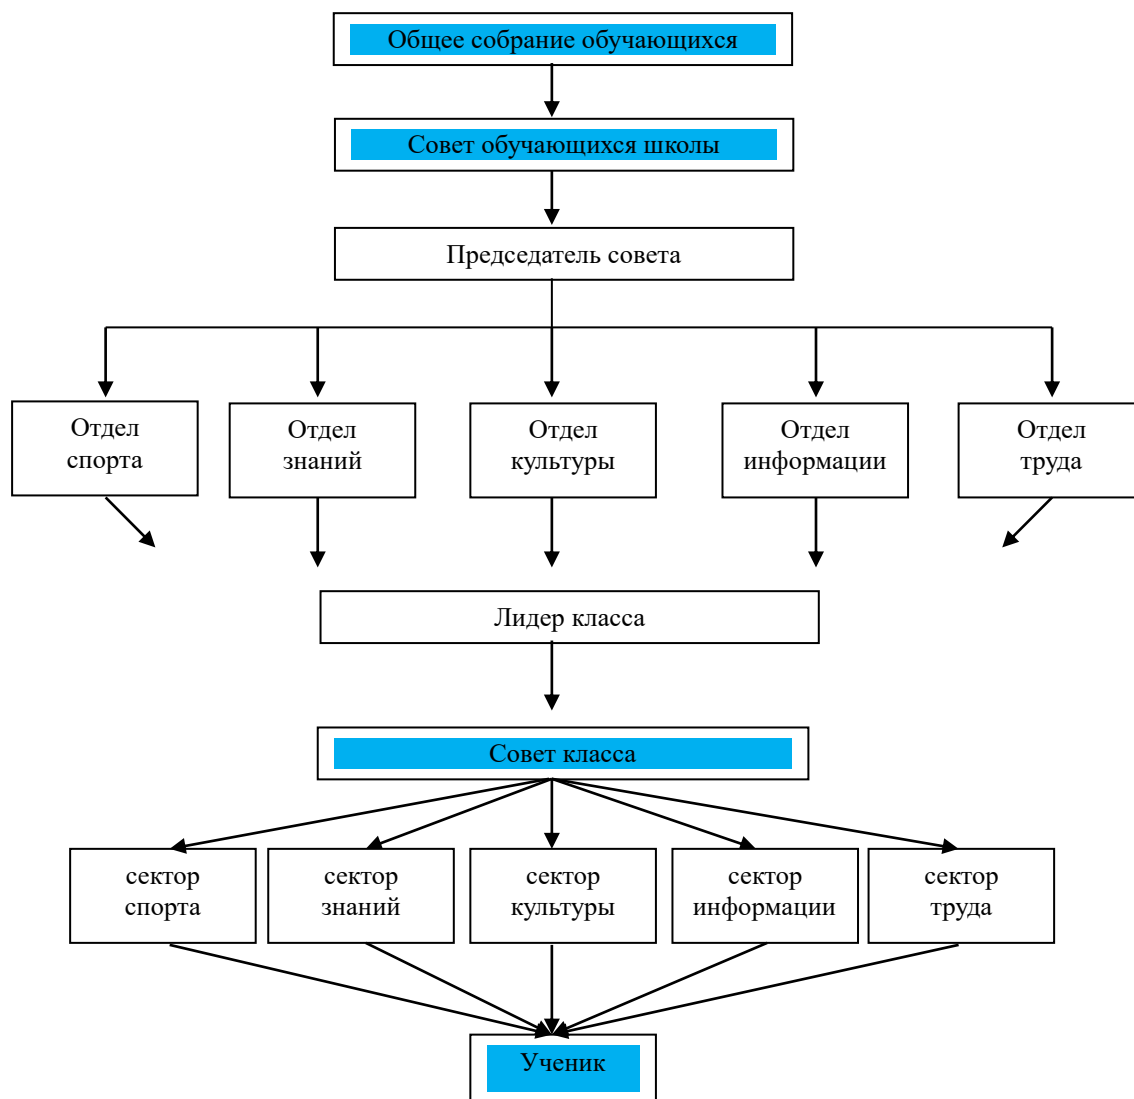 Общее собрание обучающихся
Совет обучающихся школы
Председатель совета
Отдел
спорта
Отдел
знаний
Отдел
культуры
Отдел
информации
Отдел
труда
Лидер класса
Совет класса
сектор
спорта
сектор
знаний
сектор
культуры
сектор
информации
сектор
труда
Ученик